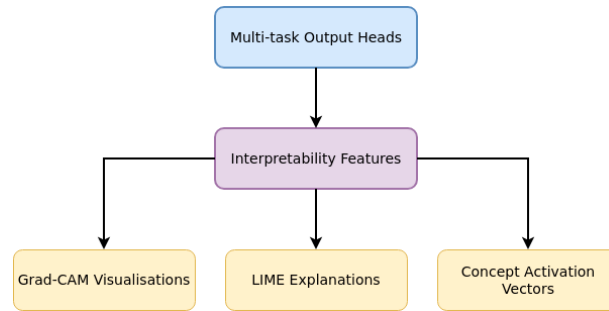 Multi-task Output Heads
Interpretability Features
Grad-CAM Visualisations
LIME Explanations
Concept Activation
Vectors